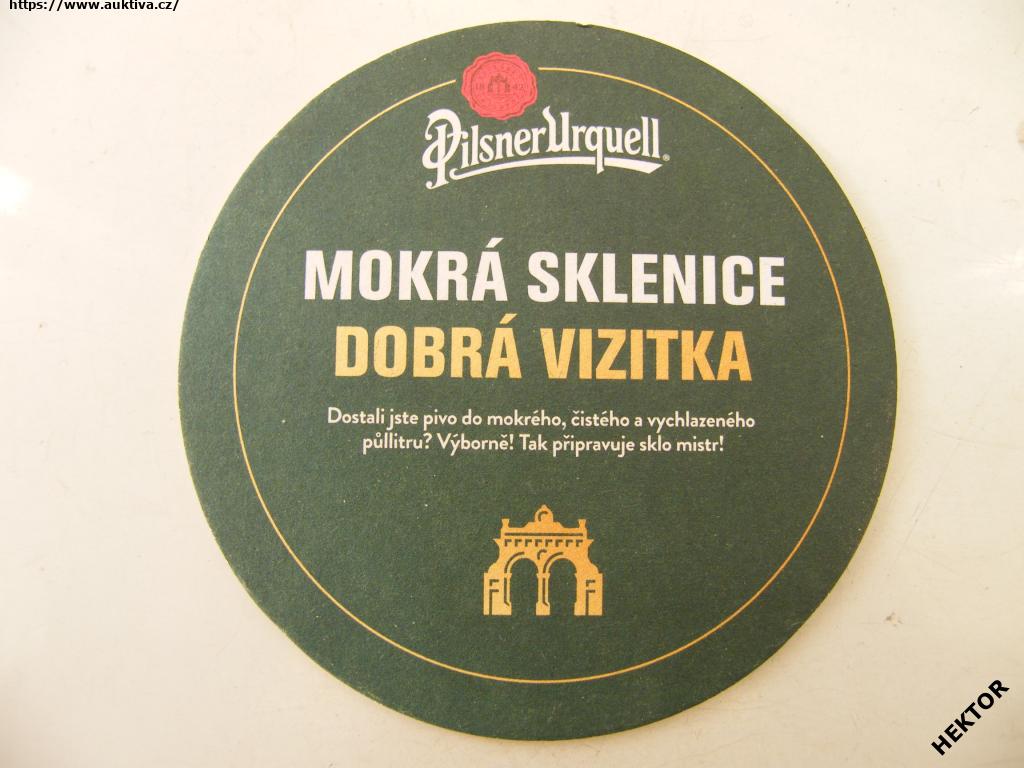 https://www.auktiva.cz/
1842
Pilsner Urquell
MOKRÁ SKLENICE
DOBRÁ VIZITKA
Dostali jste pivo do mokrého, čistého a vychlazeného
půllitru? Výborně! Tak připravuje sklo mistr!
HEKTOR